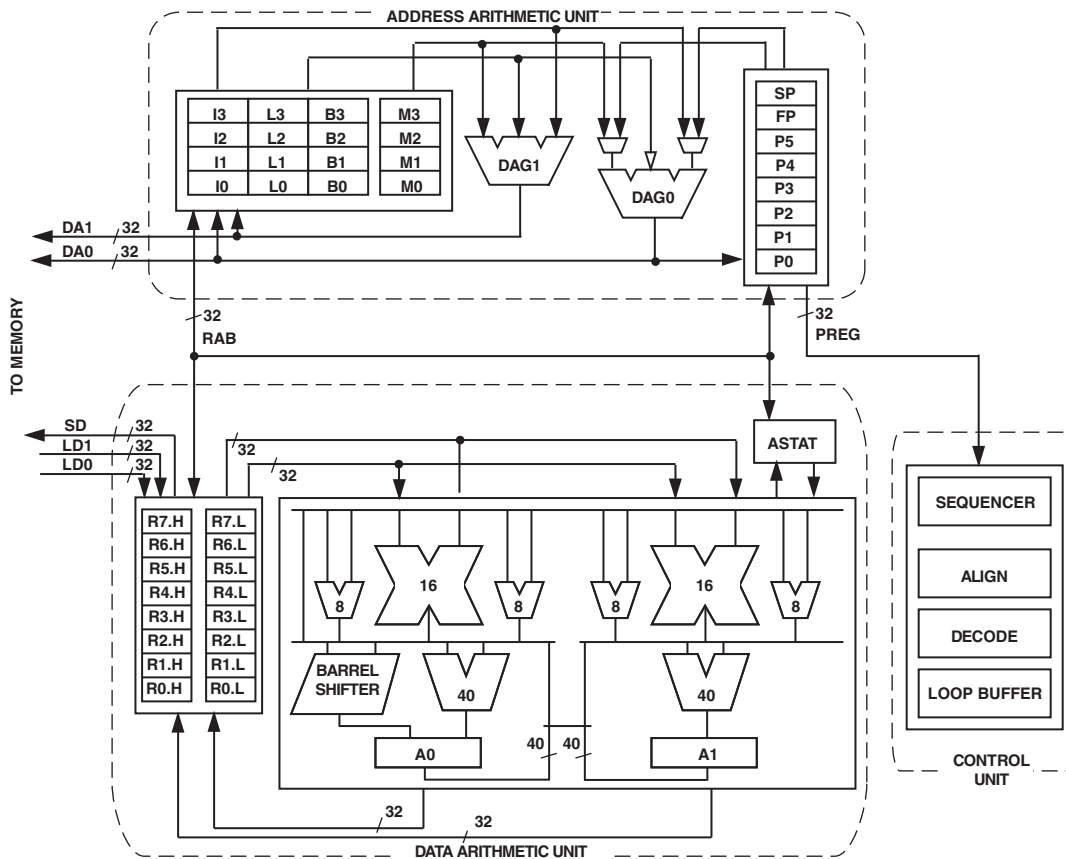 ADDRESS ARITHMETIC UNIT
I3 L3 B3 M3
I2 L2 B2 M2
I1 L1 B1 M1
I0 L0 B0 M0
DAG1
DAG0
SP
FP
P5
P4
P3
P2
P1
P0
DA1 32
DA0 32
32
RAB
32
PREG
TO MEMORY
SD 32
LD1 32
LD0 32
32
32
ASTAT
R7.H R7.L
R6.H R6.L
R5.H R5.L
R4.H R4.L
R3.H R3.L
R2.H R2.L
R1.H R1.L
R0.H R0.L
8 16 8 8 16 8
BARREL
SHIFTER
40
40
A0
40 40
A1
32
32
DATA ARITHMETIC UNIT
SEQUENCER
ALIGN
DECODE
LOOP BUFFER
CONTROL
UNIT